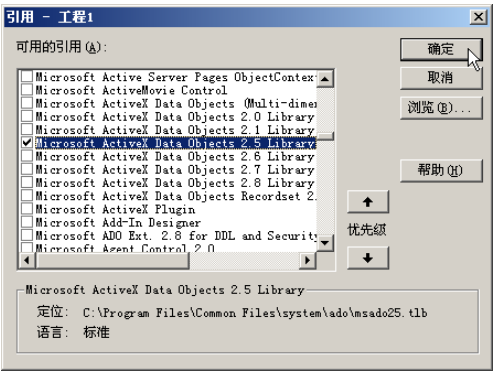 引用 - 工程1
可用的引用(A):
确定
取消
浏览(B)...
帮助(H)
Microsoft Active Server Pages ObjectContex
Microsoft ActiveMovie Control
Microsoft ActiveX Data Objects (Multi-dimen
Microsoft ActiveX Data Objects 2.0 Library
Microsoft ActiveX Data Objects 2.1 Library
Microsoft ActiveX Data Objects 2.5 Library
Microsoft ActiveX Data Objects 2.6 Library
Microsoft ActiveX Data Objects 2.7 Library
Microsoft ActiveX Data Objects 2.8 Library
Microsoft ActiveX Data Objects Recordset 2.
Microsoft ActiveX Plugin
Microsoft Add-In Designer
Microsoft ADO Ext. 2.8 for DDL and Security
Microsoft Agent Control 2.0
优先级
Microsoft ActiveX Data Objects 2.5 Library
定位: C:\Program Files\Common Files\system\ado\msado25.tlb
语言: 标准